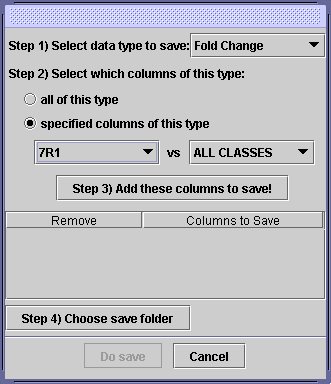 Step 1) Select data type to save: Fold Change
Step 2) Select which columns of this type:
all of this type
specified columns of this type
7R1 vs ALL CLASSES
Step 3) Add these columns to save!
Remove Columns to Save
Step 4) Choose save folder
Do save Cancel